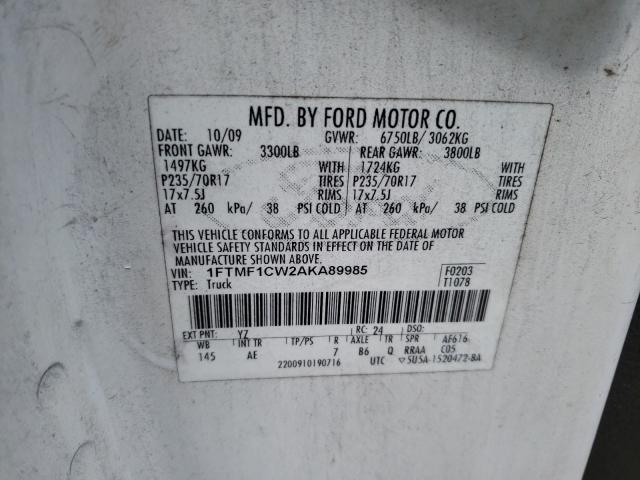 MFD. BY FORD MOTOR CO.
DATE: 10/09 GVWR: 6750LB/ 3062KG
FRONT GAWR: 3300LB REAR GAWR: 3800LB
1497KG WITH 1724KG WITH
P235/70R17 TIRES P235/70R17 TIRES
17x7.5J RIMS 17x7.5J RIMS
AT 260 kPa/ 38 PSI COLD AT 260 kPa/ 38 PSI COLD
THIS VEHICLE CONFORMS TO ALL APPLICABLE FEDERAL MOTOR
VEHICLE SAFETY STANDARDS IN EFFECT ON THE DATE OF
MANUFACTURE SHOWN ABOVE.
VIN: 1FTMF1CW2AKA89985 F0203
TYPE: Truck T1078
EXT PNT: YZ RC: 24 DSO:
WB INT TR TP/PS R AXLE TR SPR AF616
145 AE 7 B6 Q RRAA C05
2200910190716 UTC ▽5U5A-1520472-BA